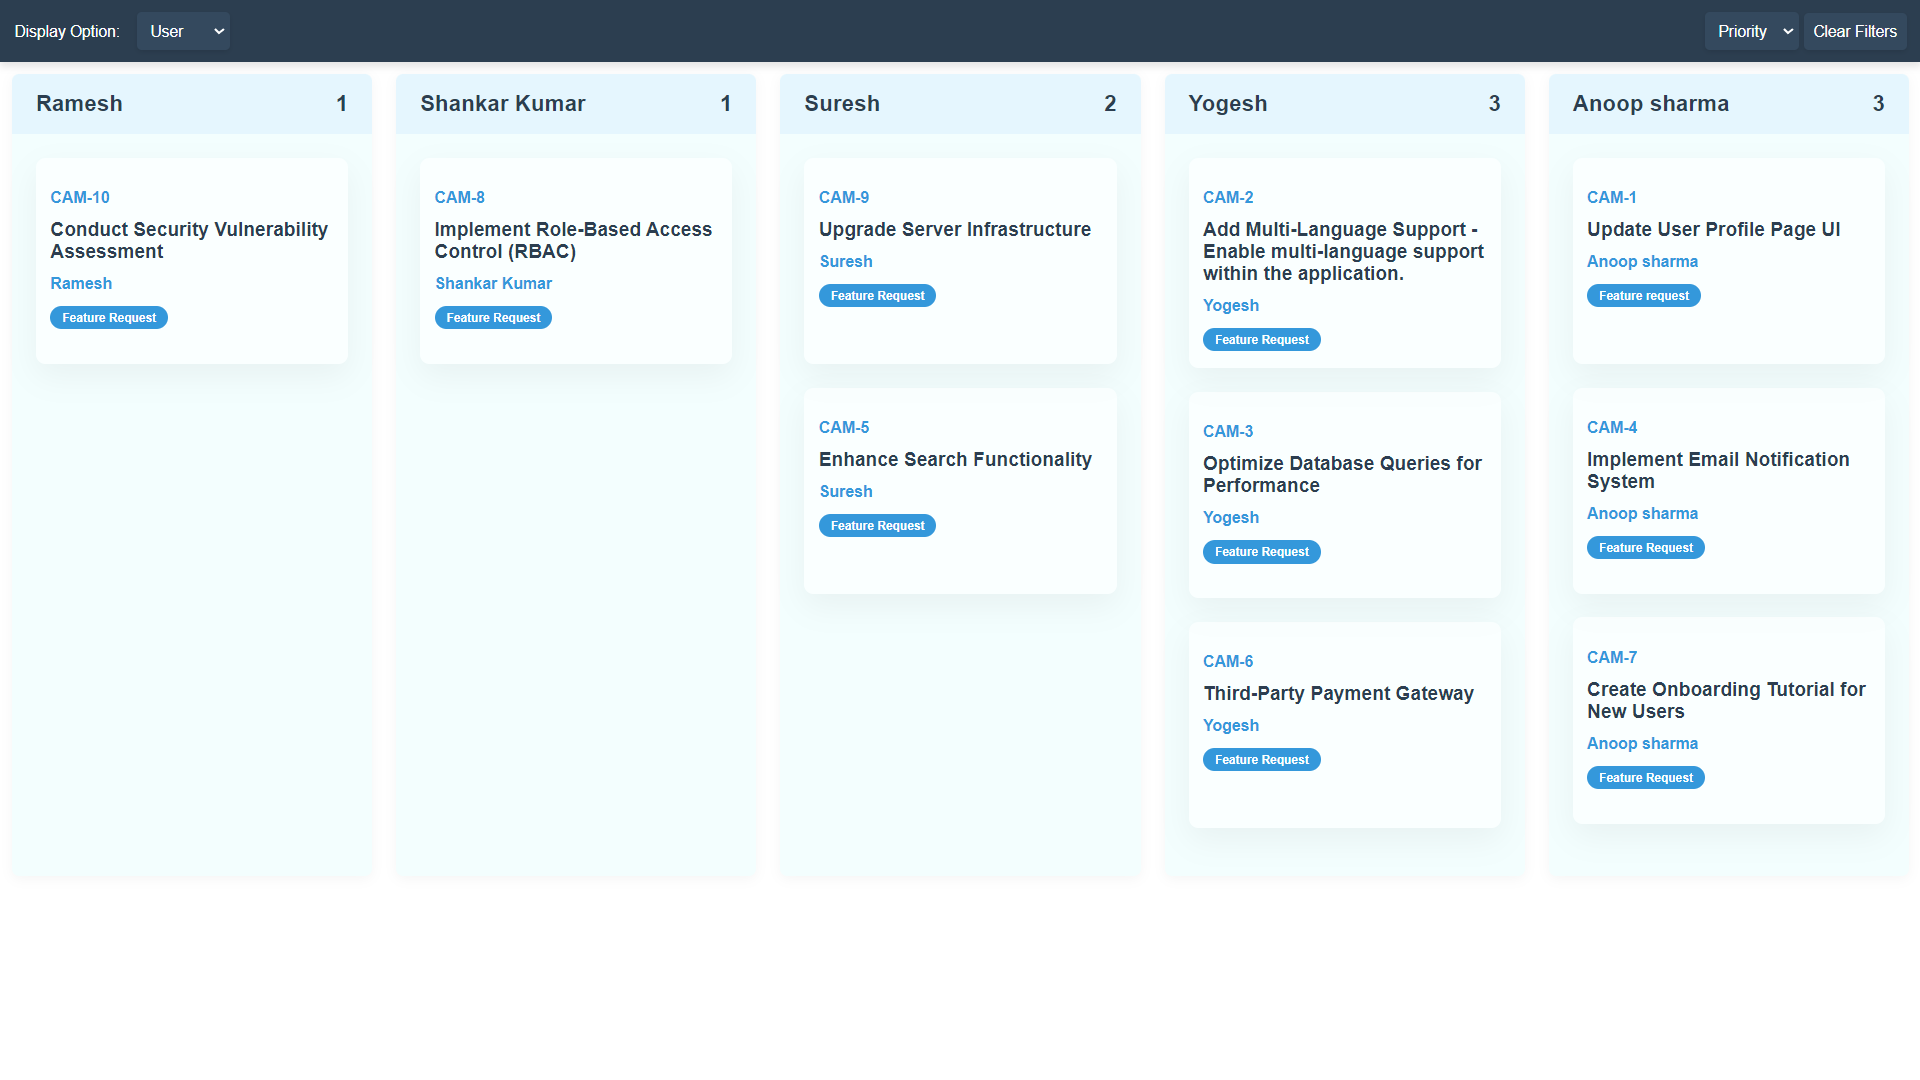 Display Option: User
Priority
Clear Filters
Ramesh 1
CAM-10
Conduct Security Vulnerability
Assessment
Ramesh
Feature Request
Shankar Kumar 1
CAM-8
Implement Role-Based Access
Control (RBAC)
Shankar Kumar
Feature Request
Suresh 2
CAM-9
Upgrade Server Infrastructure
Suresh
Feature Request
CAM-5
Enhance Search Functionality
Suresh
Feature Request
Yogesh 3
CAM-2
Add Multi-Language Support -
Enable multi-language support
within the application.
Yogesh
Feature Request
CAM-3
Optimize Database Queries for
Performance
Yogesh
Feature Request
CAM-6
Third-Party Payment Gateway
Yogesh
Feature Request
Anoop sharma 3
CAM-1
Update User Profile Page UI
Anoop sharma
Feature request
CAM-4
Implement Email Notification
System
Anoop sharma
Feature Request
CAM-7
Create Onboarding Tutorial for
New Users
Anoop sharma
Feature Request